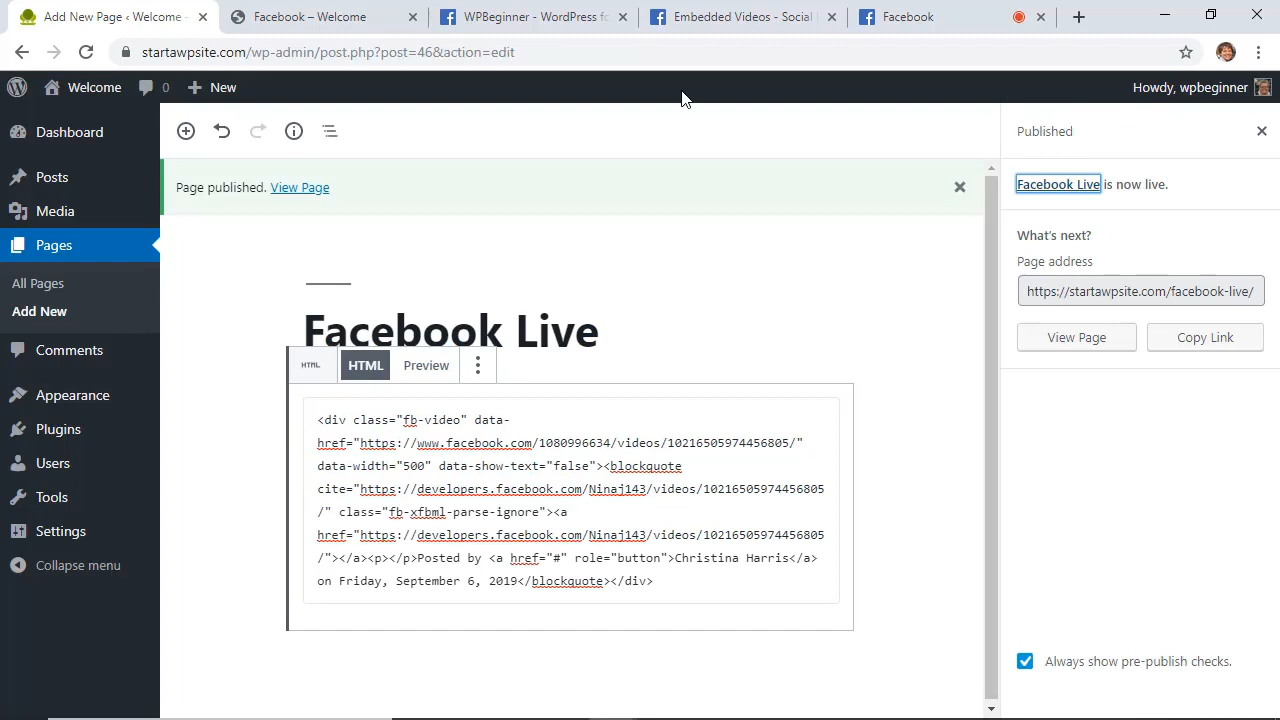 Add New Page ‹ Welcome -
Facebook – Welcome
WPBeginner - WordPress fo
Embedded Videos - Social
Facebook
startawpsite.com/wp-admin/post.php?post=46&action=edit
Welcome
0
New
Howdy, wpbeginner
Dashboard
Posts
Media
Pages
All Pages
Add New
Comments
Appearance
Plugins
Users
Tools
Settings
Collapse menu
Page published. View Page
Facebook Live
HTML
HTML
Preview
<div class="fb-video" data-
href="https://www.facebook.com/1080996634/videos/10216505974456805/"
data-width="500" data-show-text="false"><blockquote
cite="https://developers.facebook.com/Ninaj143/videos/10216505974456805
/" class="fb-xfbml-parse-ignore"><a
href="https://developers.facebook.com/Ninaj143/videos/10216505974456805
/"></a><p></p>Posted by <a href="#" role="button">Christina Harris</a>
on Friday, September 6, 2019</blockquote></div>
Published
Facebook Live is now live.
What's next?
Page address
https://startawpsite.com/facebook-live/
View Page
Copy Link
Always show pre-publish checks.